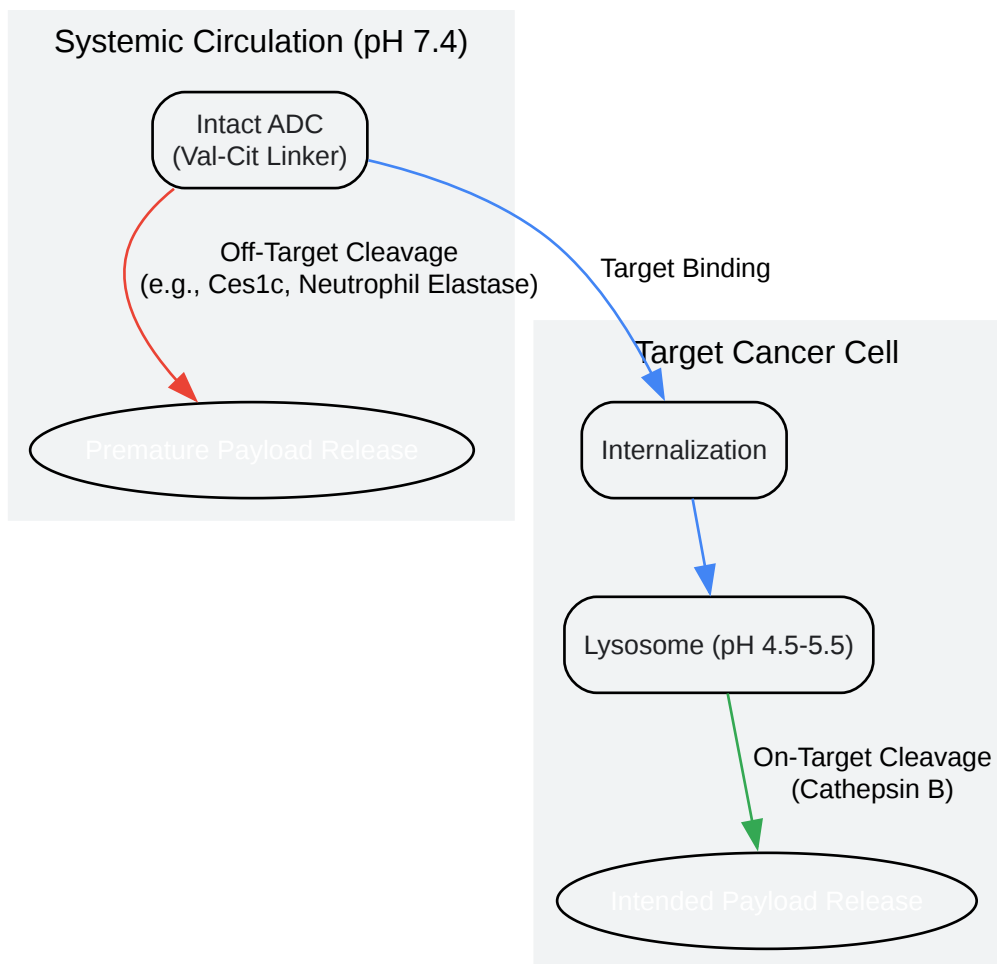 Systemic Circulation (pH 7.4)
Intact ADC
(Val-Cit Linker)
Off-Target Cleavage
(e.g., Ces1c, Neutrophil Elastase)
Target Binding
Premature Payload Release
Target Cancer Cell
Internalization
Lysosome (pH 4.5-5.5)
On-Target Cleavage
(Cathepsin B)
Intended Payload Release